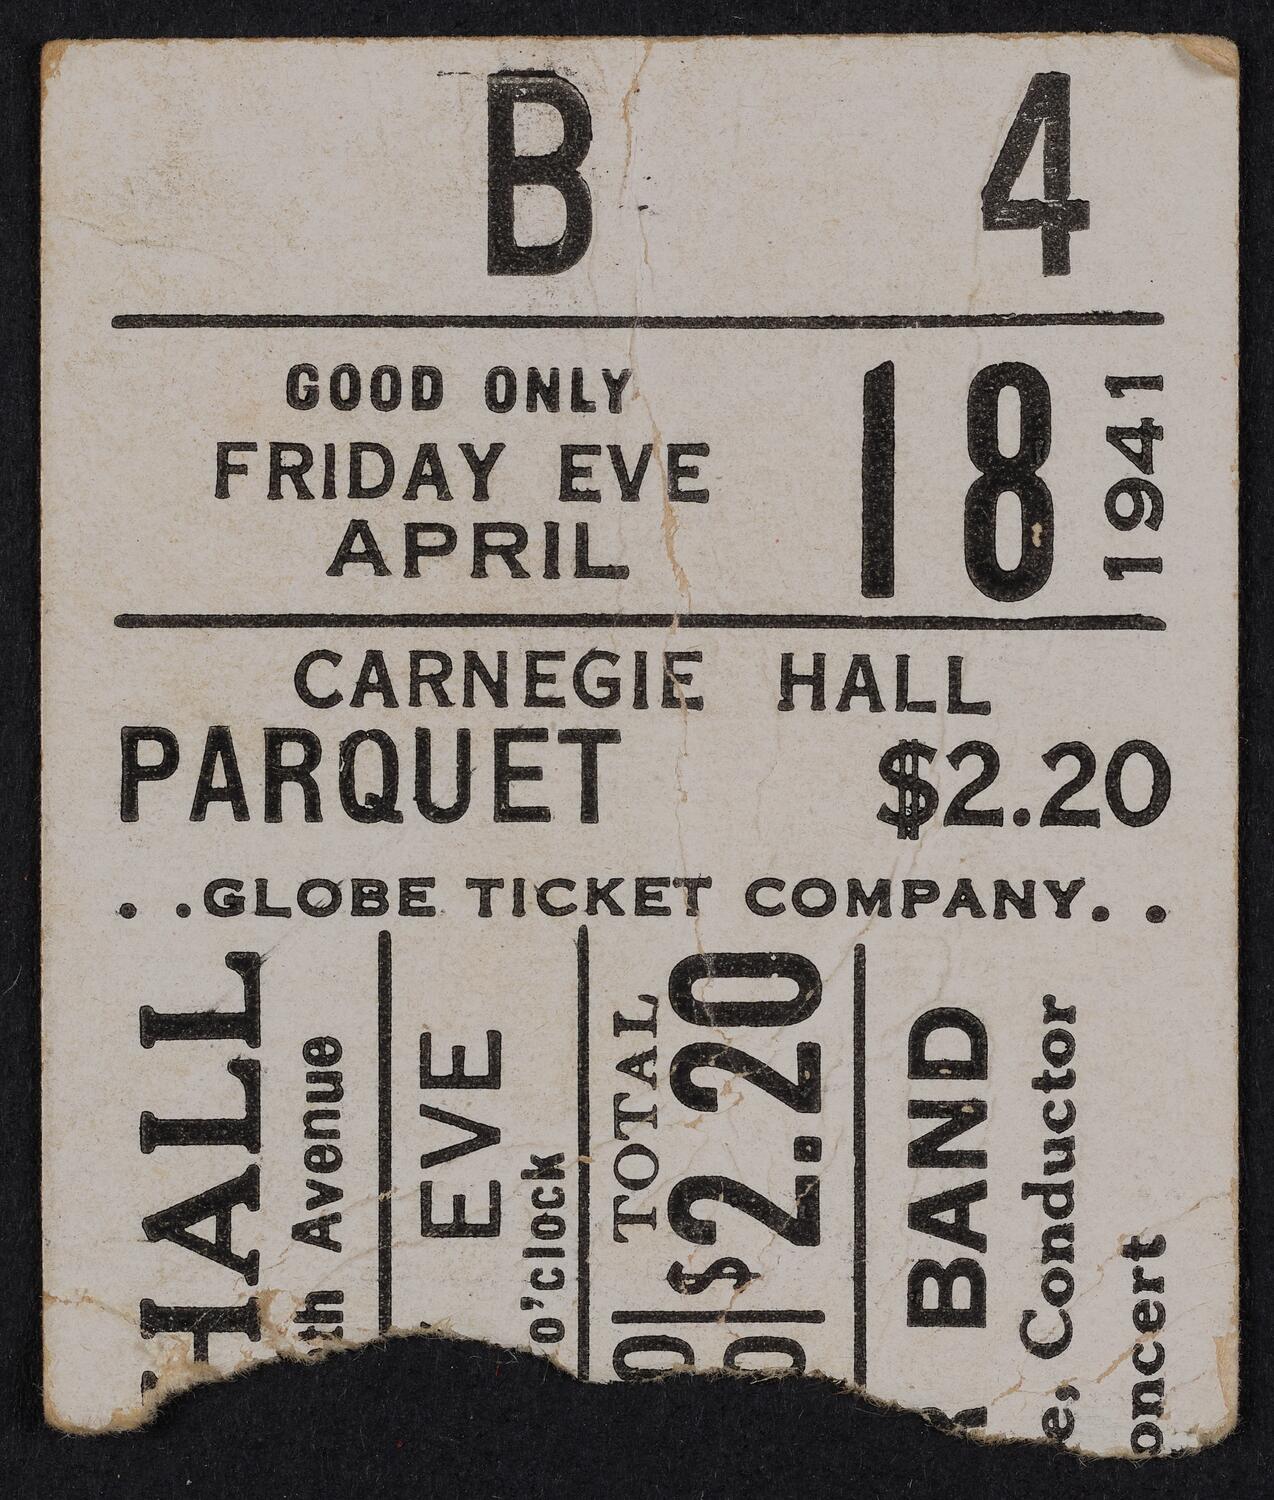 B 4
GOOD ONLY
FRIDAY EVE
APRIL
18
1941
CARNEGIE HALL
PARQUET $2.20
. .GLOBE TICKET COMPANY. .
HALL
th Avenue
EVE
o'clock
TOTAL
$2.20
BAND
e, Conductor
oncert